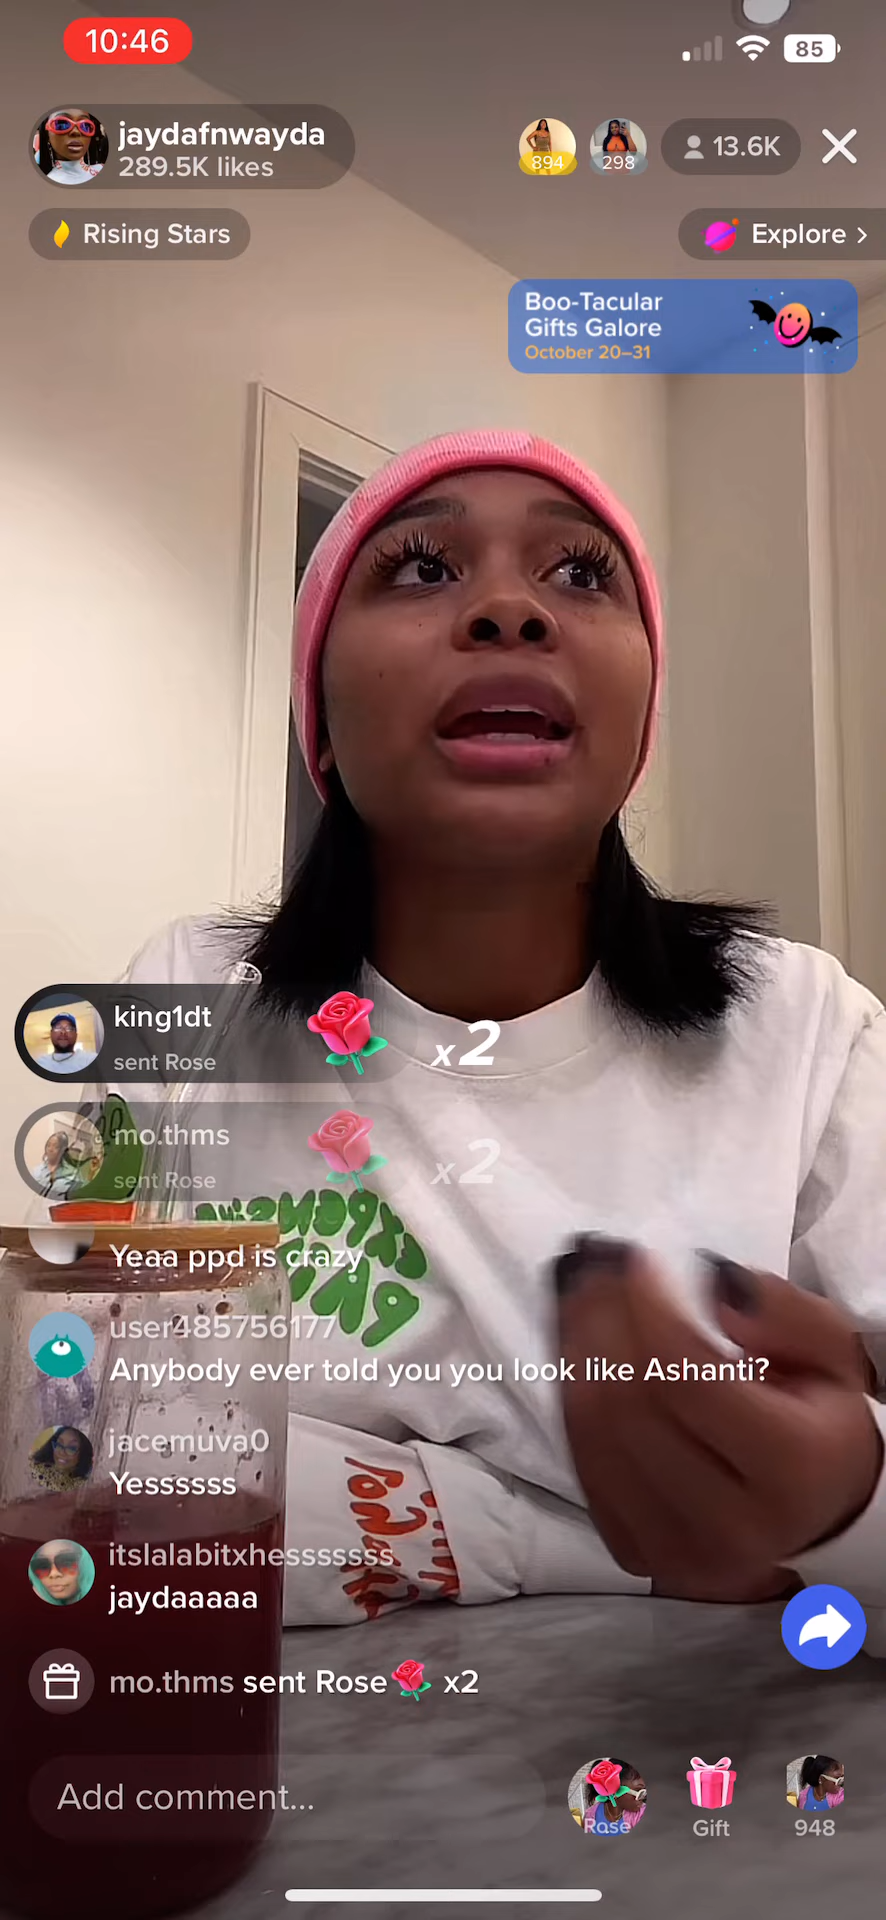 10:46
85
jaydafnwayda
289.5K likes
894
298
13.6K
Rising Stars
Explore >
Boo-Tacular
Gifts Galore
October 20–31
king1dt
sent Rose
x2
mo.thms
sent Rose
x2
Yeaa ppd is crazy
user485756177
Anybody ever told you you look like Ashanti?
jacemuva0
Yessssss
itslalabitxhesssssss
jaydaaaaa
mo.thms sent Rose x2
Add comment...
Rose
Gift
948